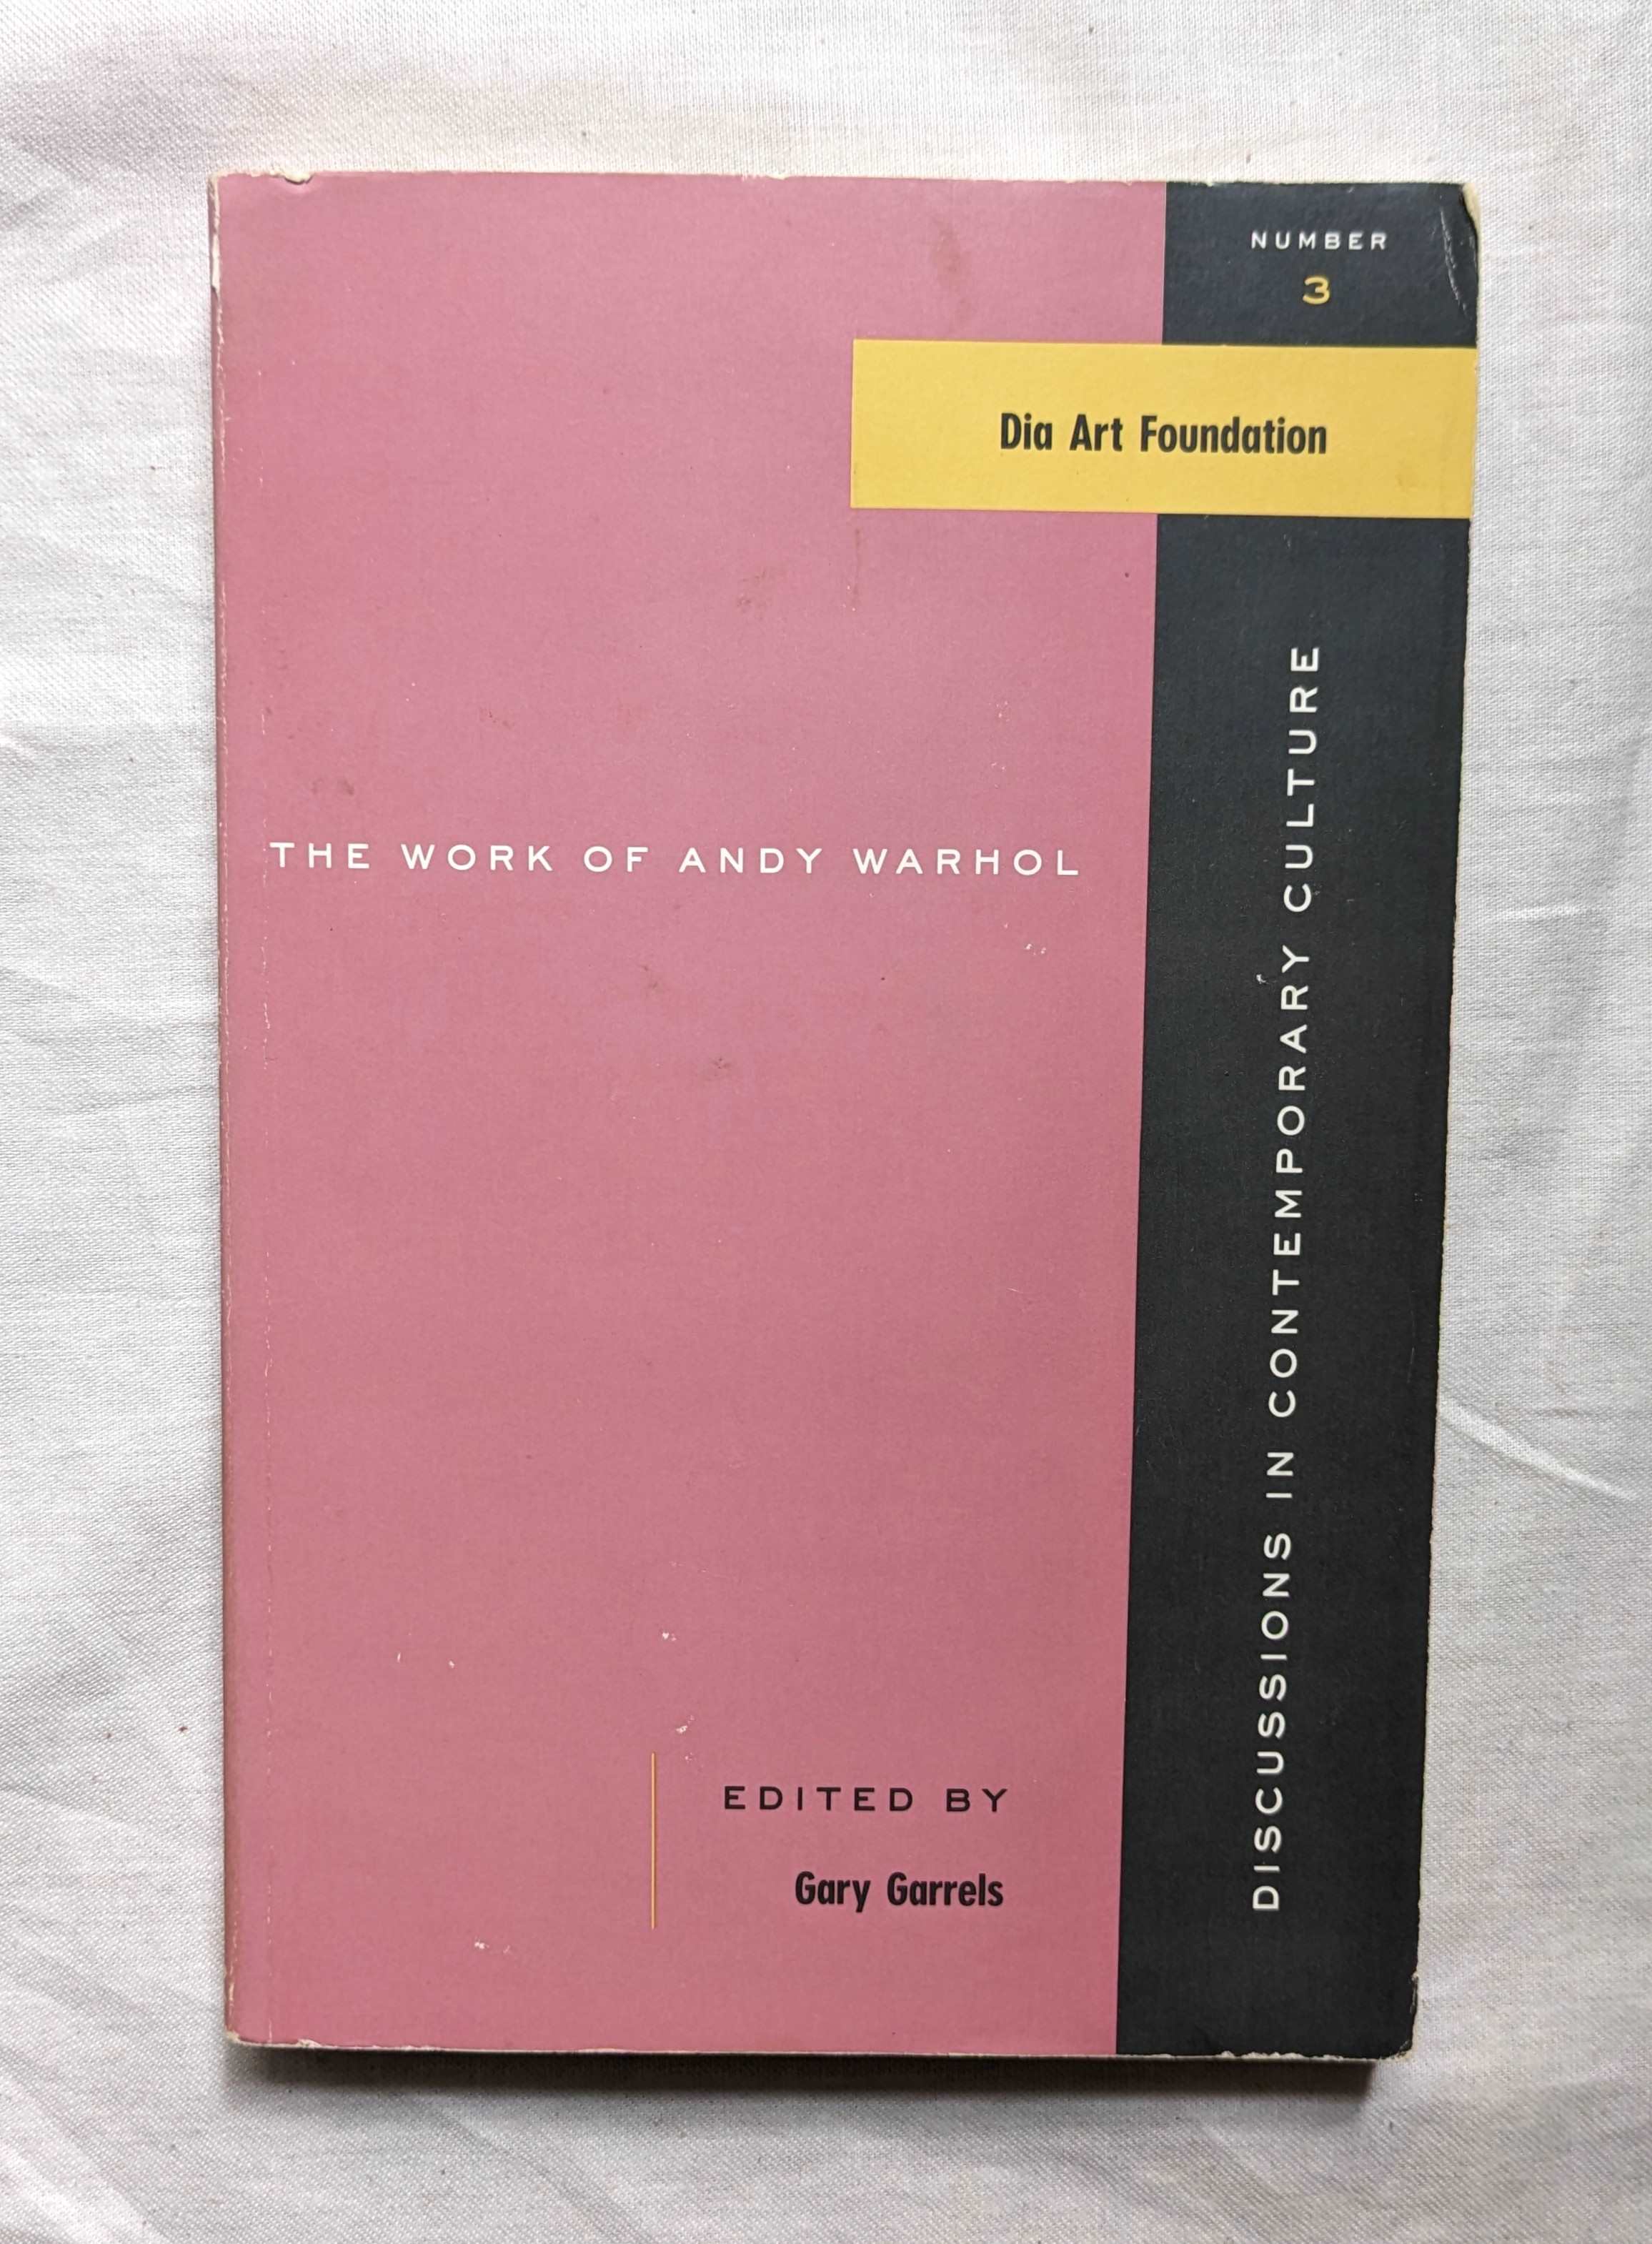 NUMBER
3
Dia Art Foundation
THE WORK OF ANDY WARHOL
DISCUSSIONS IN CONTEMPORARY CULTURE
EDITED BY
Gary Garrels